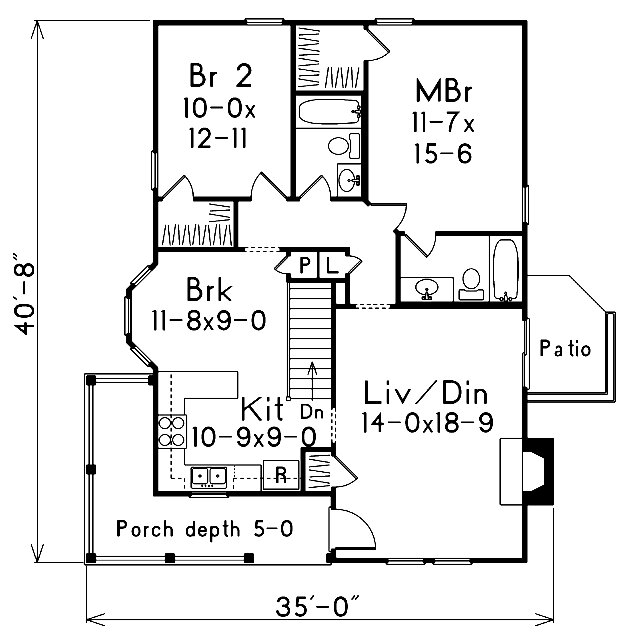 Br 2
10-0x
12-11
MBr
11-7x
15-6
P
L
Brk
11-8x9-0
40'-8"
Patio
Kit
Dn
10-9x9-0
Liv/Din
14-0x18-9
R
Porch depth 5-0
35'-0"